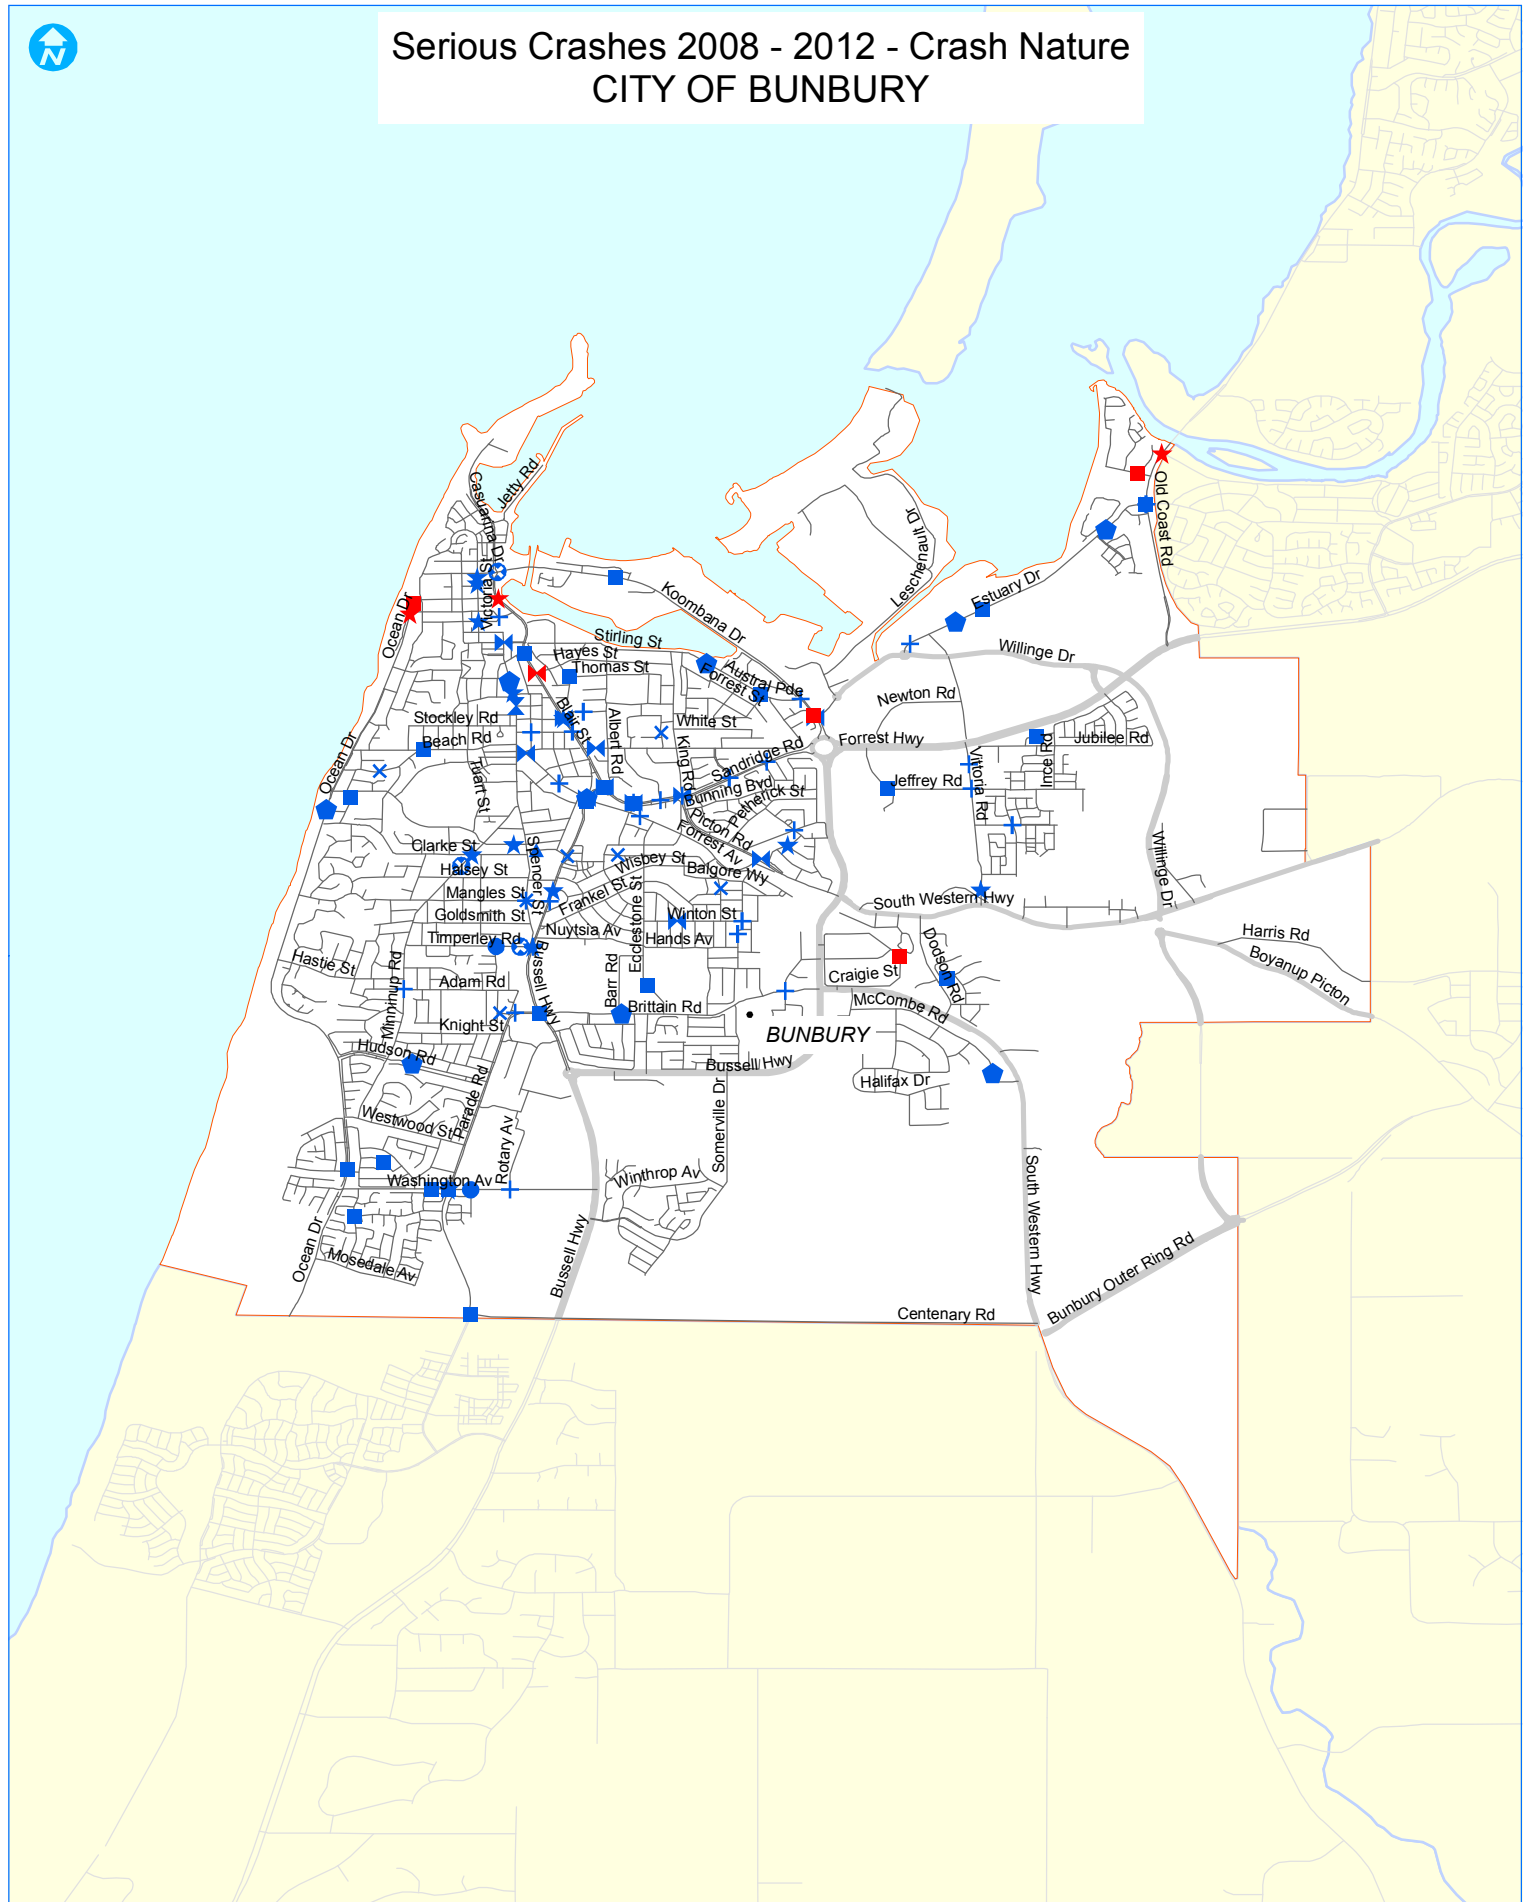 N
Serious Crashes 2008 - 2012 - Crash Nature
CITY OF BUNBURY
Jetty Rd
Casuarina Dr
Old Coast Rd
Leschenault Dr
Victoria St
Koombana Dr
Estuary Dr
Ocean Dr
Stirling St
Hayes St
Thomas St
Willinge Dr
Austral Pde
Forrest St
Newton Rd
Blair St
Stockley Rd
White St
Albert Rd
Beach Rd
Forrest Hwy
Jubilee Rd
Ince Rd
Ocean Dr
King Rd
Sandridge Rd
Tuart St
Bunning Bvd
Jeffrey Rd
Vittoria Rd
Petherick St
Picton Rd
Forrest Av
Clarke St
Spencer St
Wisbey St
Willinge Dr
Halsey St
Balgore Wy
Mangles St
Frankel St
South Western Hwy
Goldsmith St
Winton St
Nuytsia Av
Ecclestone St
Timperley Rd
Hands Av
Harris Rd
Hastie St
Bussell Hwy
Dodson Rd
Boyanup Picton
Minninup Rd
Adam Rd
Barr Rd
Craigie St
Brittain Rd
McCombe Rd
Knight St
BUNBURY
Hudson Rd
Bussell Hwy
Halifax Dr
Parade Rd
Westwood St
Somerville Dr
Rotary Av
Washington Av
Winthrop Av
South Western Hwy
Ocean Dr
Bussell Hwy
Mosedale Av
Bunbury Outer Ring Rd
Centenary Rd